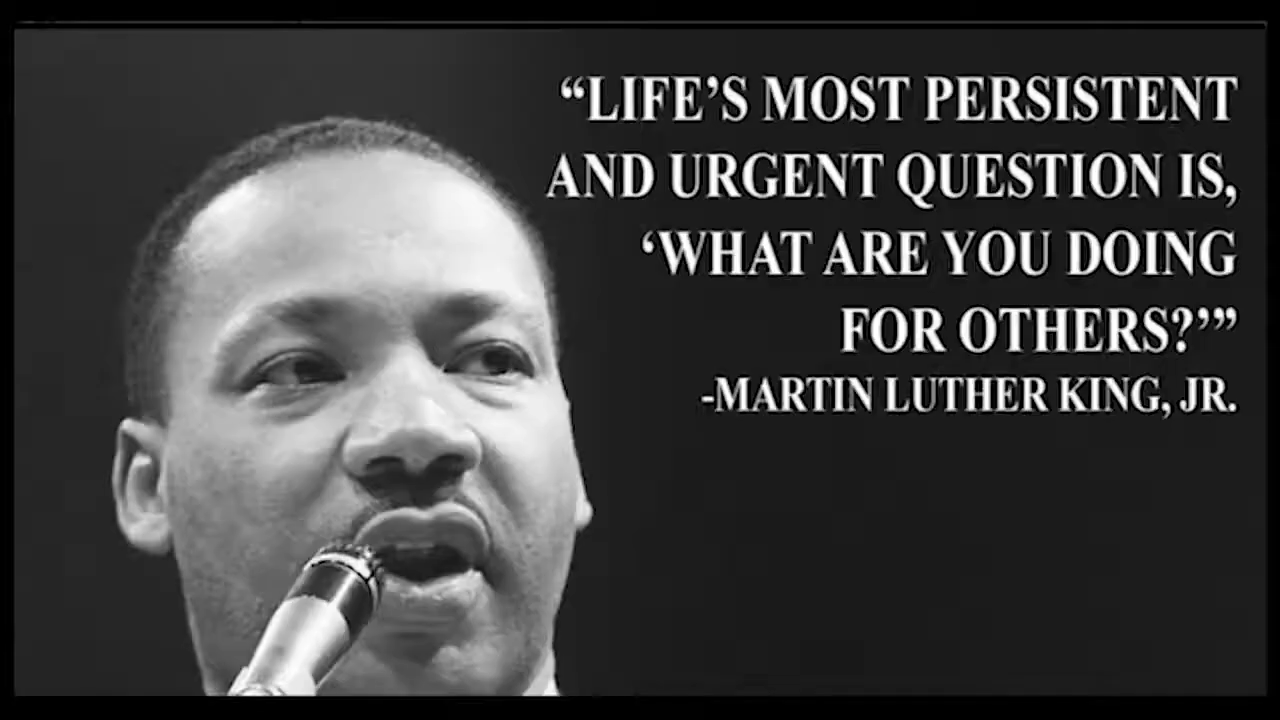 “LIFE’S MOST PERSISTENT
AND URGENT QUESTION IS,
‘WHAT ARE YOU DOING
FOR OTHERS?’”
-MARTIN LUTHER KING, JR.